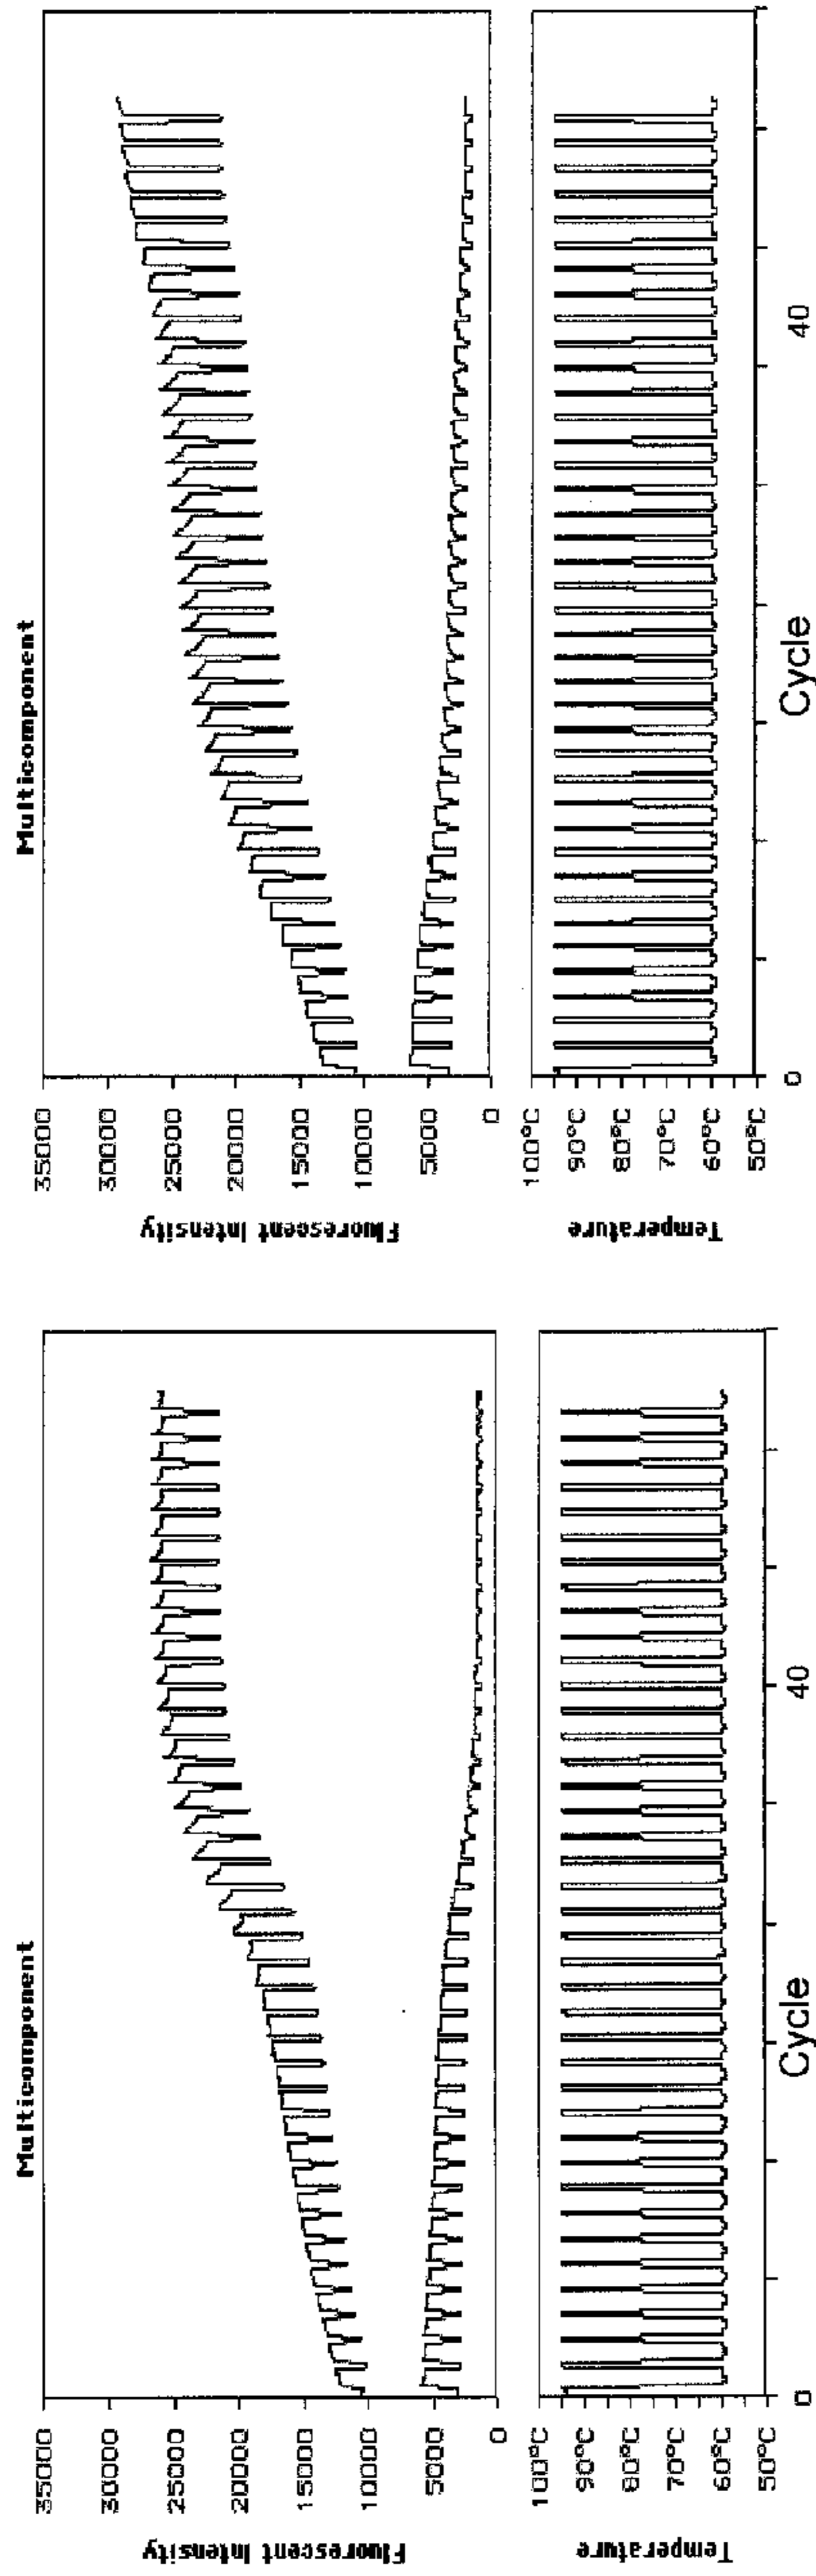 Multicomponent
35000
30000
25000
20000
15000
10000
5000
0
Fluorescent Intensity
100°C
90°C
80°C
70°C
60°C
50°C
Temperature
0
Cycle
40
Multicomponent
35000
30000
25000
20000
15000
10000
5000
0
Fluorescent Intensity
100°C
90°C
80°C
70°C
60°C
50°C
Temperature
0
Cycle
40